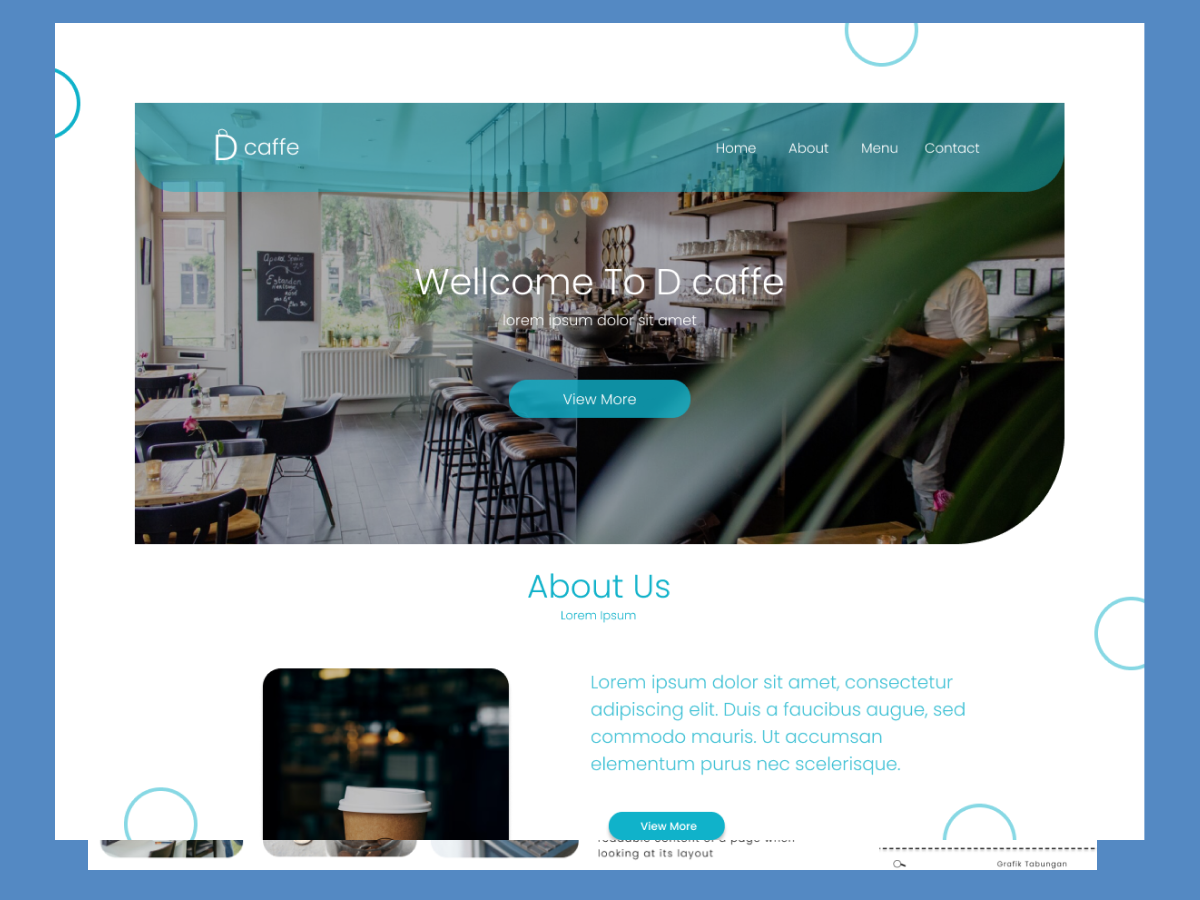 D caffe
Home About Menu Contact
Wellcome To D caffe
lorem ipsum dolor sit amet
View More
About Us
Lorem Ipsum
Lorem ipsum dolor sit amet, consectetur
adipiscing elit. Duis a faucibus augue, sed
commodo mauris. Ut accumsan
elementum purus nec scelerisque.
View More
readable content of a page when
looking at its layout
Grafik Tabungan